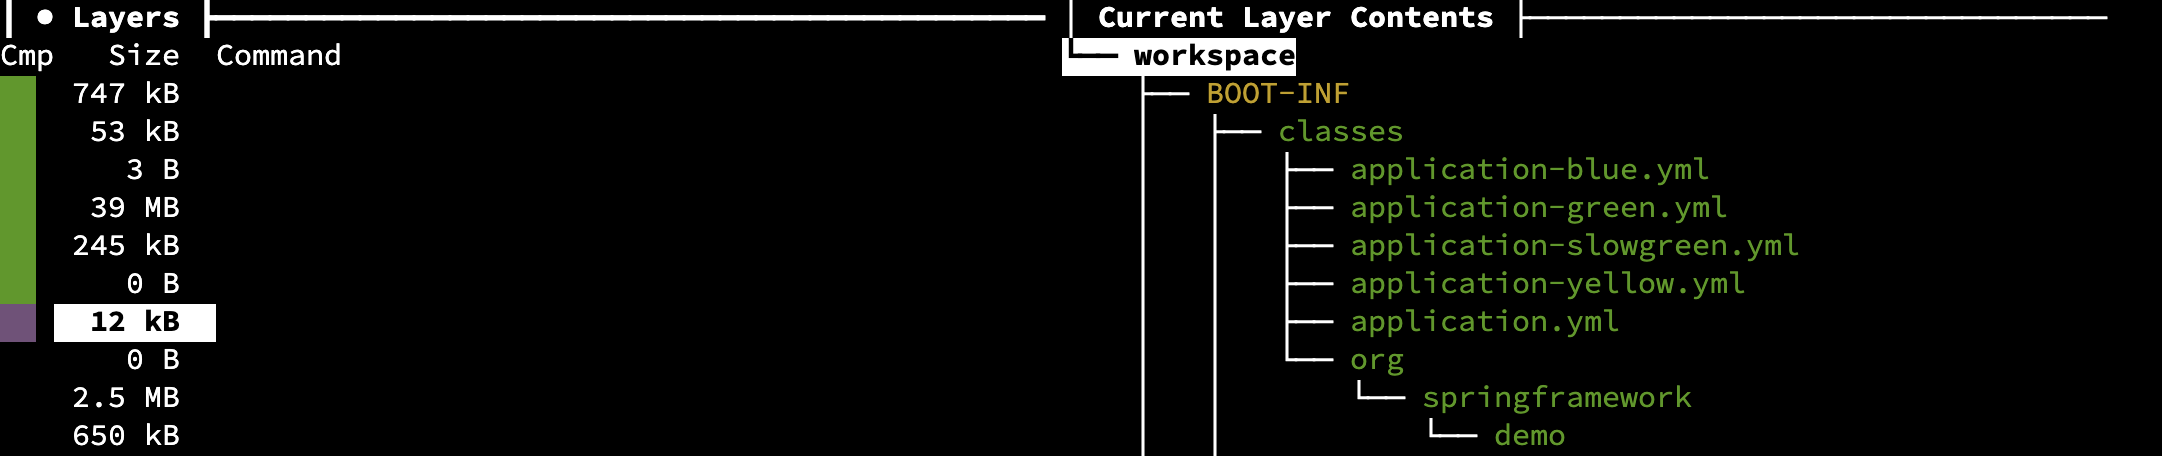 ● Layers
Cmp Size Command
747 kB
53 kB
3 B
39 MB
245 kB
0 B
12 kB
0 B
2.5 MB
650 kB
Current Layer Contents
workspace
BOOT-INF
classes
application-blue.yml
application-green.yml
application-slowgreen.yml
application-yellow.yml
application.yml
org
springframework
demo